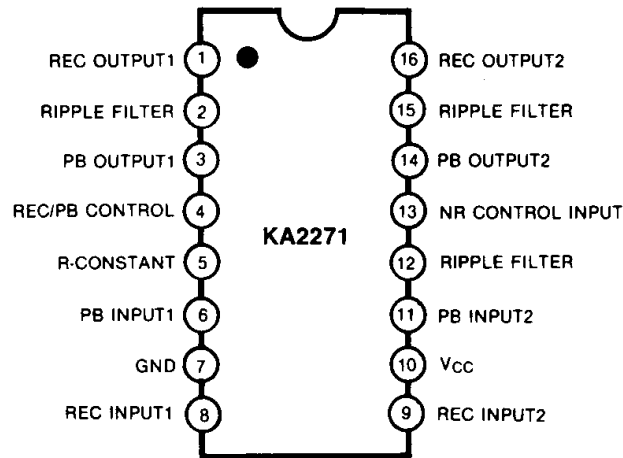 REC OUTPUT1 1 16 REC OUTPUT2
RIPPLE FILTER 2 15 RIPPLE FILTER
PB OUTPUT1 3 14 PB OUTPUT2
REC/PB CONTROL 4 13 NR CONTROL INPUT
KA2271
R-CONSTANT 5 12 RIPPLE FILTER
PB INPUT1 6 11 PB INPUT2
GND 7 10 VCC
REC INPUT1 8 9 REC INPUT2